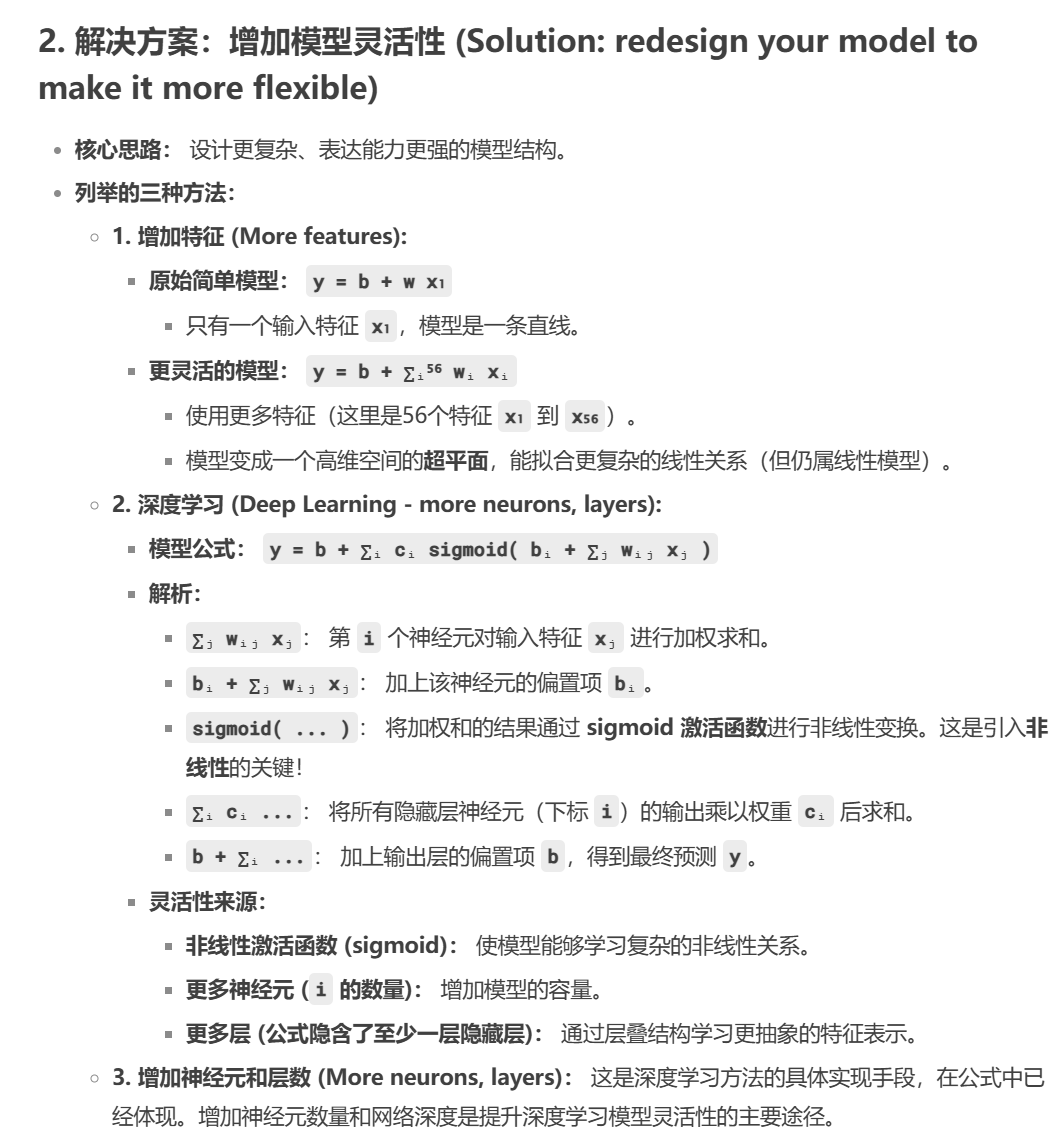 2. 解决方案：增加模型灵活性 (Solution: redesign your model to
make it more flexible)
核心思路： 设计更复杂、表达能力更强的模型结构。
列举的三种方法：
1. 增加特征 (More features):
原始简单模型： y = b + w x₁
只有一个输入特征 x₁，模型是一条直线。
更灵活的模型： y = b + ∑ᵢ⁵⁶ wᵢ xᵢ
使用更多特征（这里是56个特征 x₁ 到 x₅₆）。
模型变成一个高维空间的超平面，能拟合更复杂的线性关系（但仍属线性模型）。
2. 深度学习 (Deep Learning - more neurons, layers):
模型公式： y = b + ∑ᵢ cᵢ sigmoid( bᵢ + ∑ⱼ wᵢⱼ xⱼ )
解析：
∑ⱼ wᵢⱼ xⱼ： 第 i 个神经元对输入特征 xⱼ 进行加权求和。
bᵢ + ∑ⱼ wᵢⱼ xⱼ： 加上该神经元的偏置项 bᵢ。
sigmoid( ... )： 将加权和的结果通过 sigmoid 激活函数进行非线性变换。这是引入非
线性的关键！
∑ᵢ cᵢ ...： 将所有隐藏层神经元（下标 i）的输出乘以权重 cᵢ 后求和。
b + ∑ᵢ ...： 加上输出层的偏置项 b，得到最终预测 y。
灵活性来源：
非线性激活函数 (sigmoid)： 使模型能够学习复杂的非线性关系。
更多神经元 (i 的数量)： 增加模型的容量。
更多层 (公式隐含了至少一层隐藏层)： 通过层叠结构学习更抽象的特征表示。
3. 增加神经元和层数 (More neurons, layers)： 这是深度学习方法的具体实现手段，在公式中已
经体现。增加神经元数量和网络深度是提升深度学习模型灵活性的主要途径。